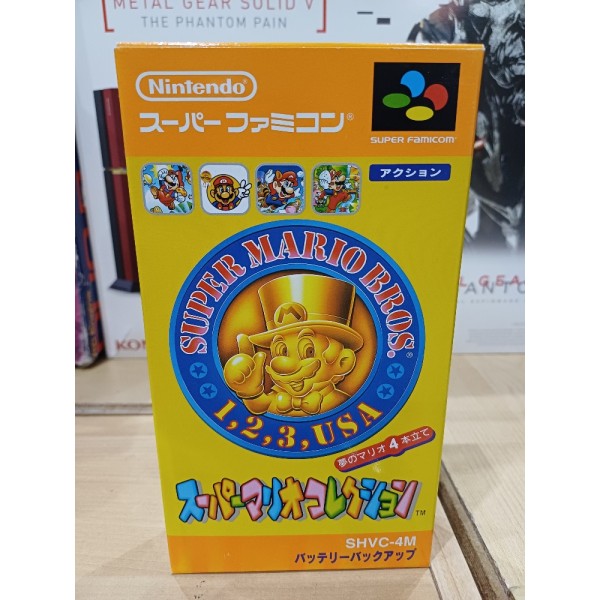 METAL GEAR SOLID V
THE PHANTOM PAIN
Nintendo®
スーパーファミコン®
SUPER FAMICOM™
アクション
SUPER MARIO BROS.®
1, 2, 3, USA
夢のマリオ4本立て
スーパーマリオコレクション™
SHVC-4M
バッテリーバックアップ